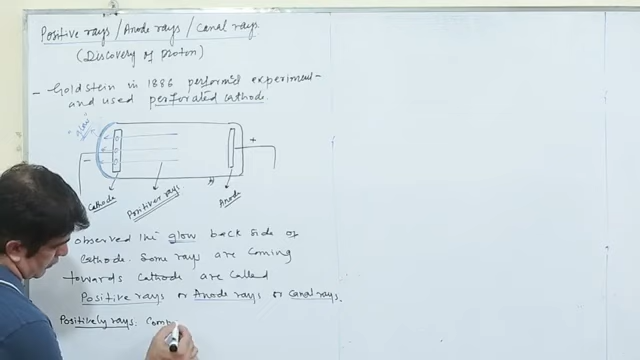 Positive rays / Anode rays / Canal rays
(Discovery of proton)
- Goldstein in 1886 performed experiment
and used perforated cathode.
"glow"
+
-
Cathode
Positive rays
Anode
observed the glow back side of
Cathode. Some rays are coming
towards Cathode are called
Positive rays or Anode rays or Canal rays.
Positively rays. Com